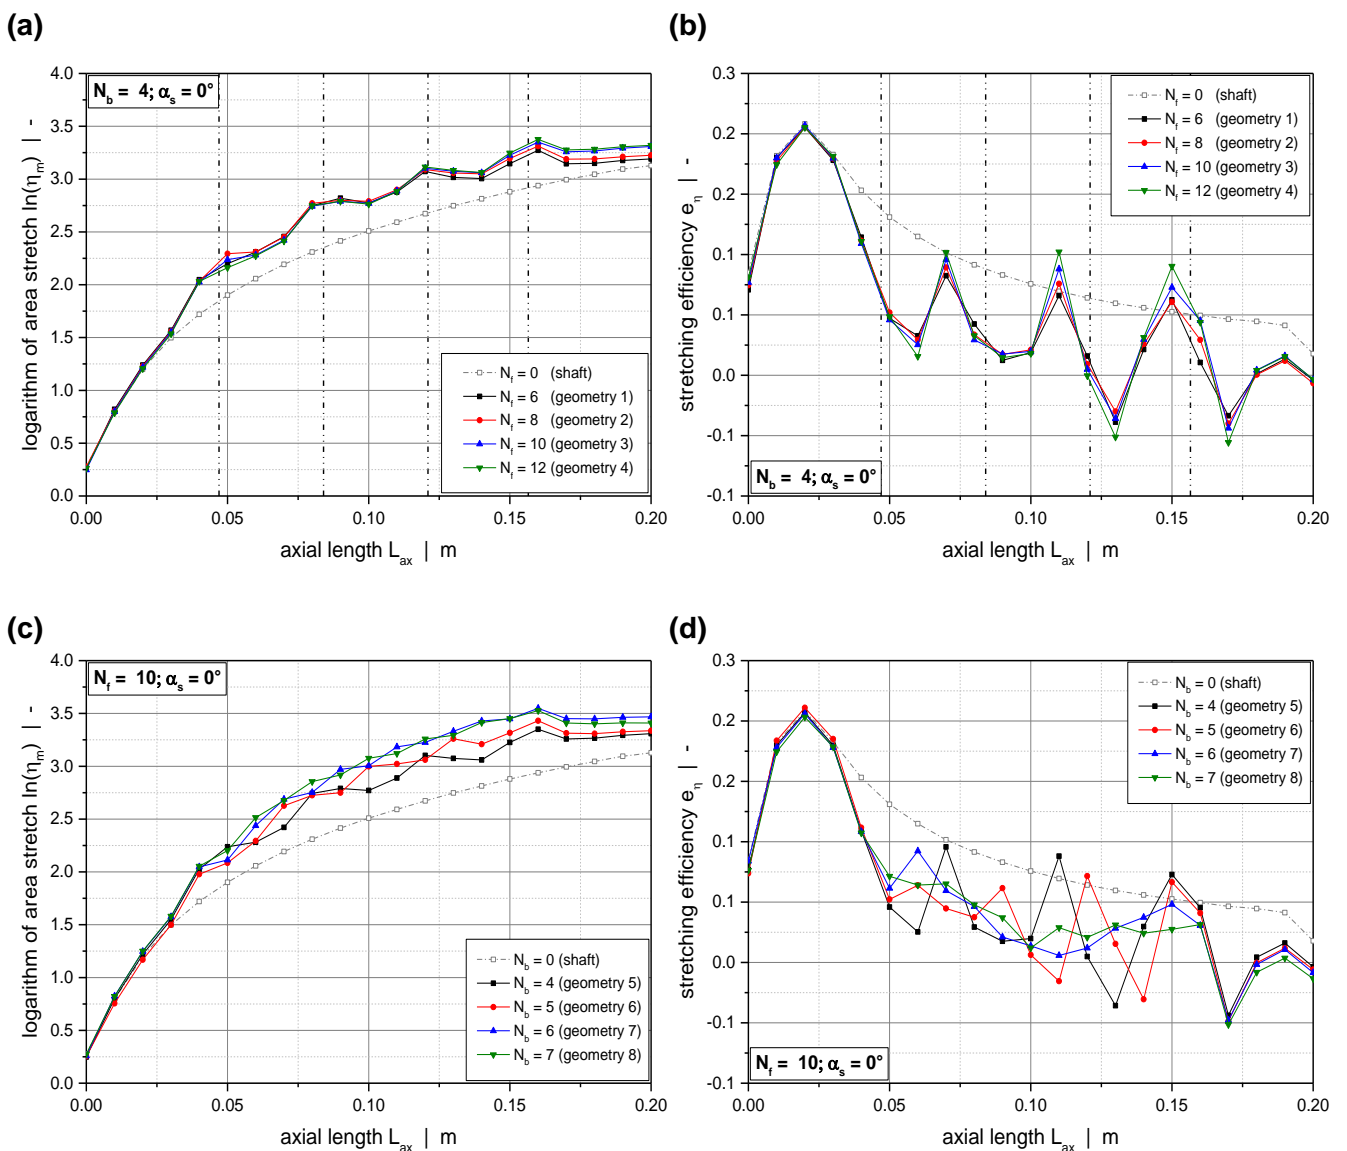 (a)
N_b = 4; α_s = 0°
logarithm of area stretch ln(η_m) | -
4.0
3.5
3.0
2.5
2.0
1.5
1.0
0.5
0.0
N_f = 0 (shaft)
N_f = 6 (geometry 1)
N_f = 8 (geometry 2)
N_f = 10 (geometry 3)
N_f = 12 (geometry 4)
0.00 0.05 0.10 0.15 0.20
axial length L_ax | m
(b)
stretching efficiency e_η | -
0.3
0.2
0.2
0.1
0.1
0.0
-0.1
-0.1
N_f = 0 (shaft)
N_f = 6 (geometry 1)
N_f = 8 (geometry 2)
N_f = 10 (geometry 3)
N_f = 12 (geometry 4)
N_b = 4; α_s = 0°
0.00 0.05 0.10 0.15 0.20
axial length L_ax | m
(c)
N_f = 10; α_s = 0°
logarithm of area stretch ln(η_m) | -
4.0
3.5
3.0
2.5
2.0
1.5
1.0
0.5
0.0
N_b = 0 (shaft)
N_b = 4 (geometry 5)
N_b = 5 (geometry 6)
N_b = 6 (geometry 7)
N_b = 7 (geometry 8)
0.00 0.05 0.10 0.15 0.20
axial length L_ax | m
(d)
stretching efficiency e_η | -
0.3
0.2
0.2
0.1
0.1
0.0
-0.1
-0.1
N_b = 0 (shaft)
N_b = 4 (geometry 5)
N_b = 5 (geometry 6)
N_b = 6 (geometry 7)
N_b = 7 (geometry 8)
N_f = 10; α_s = 0°
0.00 0.05 0.10 0.15 0.20
axial length L_ax | m